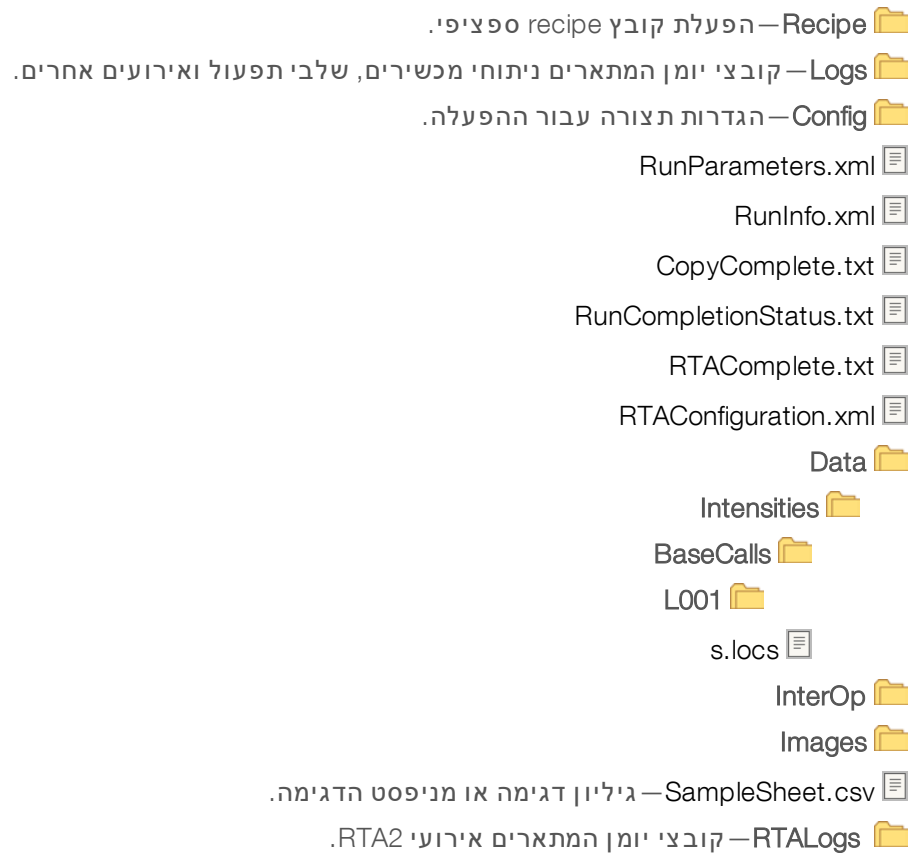 Recipe—הפעלת קובץ recipe ספציפי.
Logs—קובצי יומן המתארים ניתוחי מכשירים, שלבי תפעול ואירועים אחרים.
Config—הגדרות תצורה עבור ההפעלה.
RunParameters.xml
RunInfo.xml
CopyComplete.txt
RunCompletionStatus.txt
RTAComplete.txt
RTAConfiguration.xml
Data
Intensities
BaseCalls
L001
s.locs
InterOp
Images
SampleSheet.csv—גיליון דגימה או מניפסט הדגימה.
RTALogs—קובצי יומן המתארים אירועי RTA2.